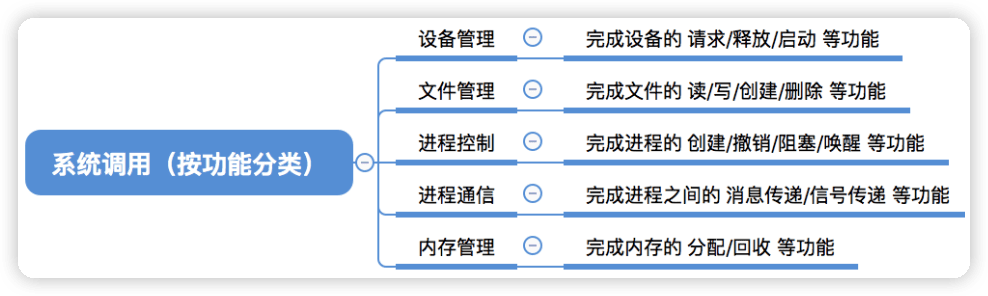 系统调用（按功能分类）
设备管理 完成设备的 请求/释放/启动 等功能
文件管理 完成文件的 读/写/创建/删除 等功能
进程控制 完成进程的 创建/撤销/阻塞/唤醒 等功能
进程通信 完成进程之间的 消息传递/信号传递 等功能
内存管理 完成内存的 分配/回收 等功能